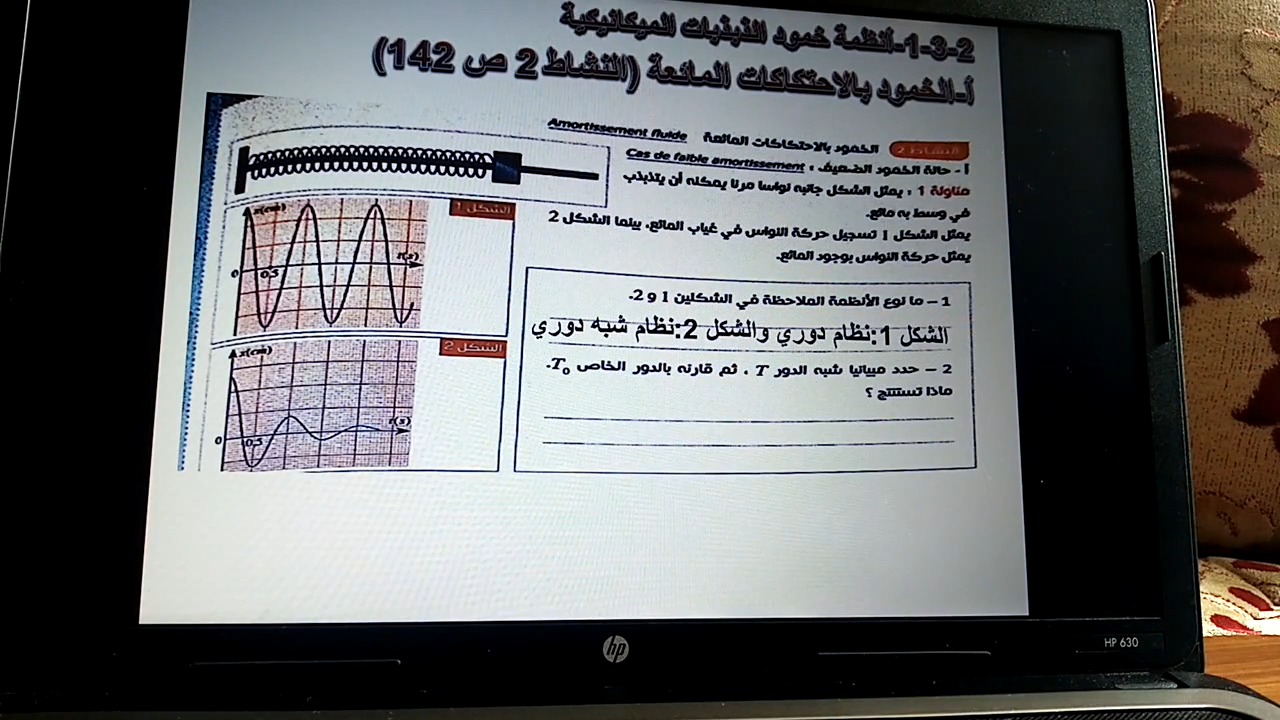 2-3-1-أنظمة خمود الذبذبات الميكانيكية
أ-الخمود بالاحتكاكات المائعة (النشاط 2 ص 142)
النشاط 2 الخمود بالاحتكاكات المائعة Amortissement fluide
أ - حالة الخمود الضعيف : Cas de faible amortissement
مناولة 1 : يمثل الشكل جانبه نواسا مرنا يمكنه أن يتذبذب
في وسط به مائع.
يمثل الشكل 1 تسجيل حركة النواس في غياب المائع، بينما الشكل 2
يمثل حركة النواس بوجود المائع.
1 – ما نوع الأنظمة الملاحظة في الشكلين 1 و 2.
الشكل 1:نظام دوري والشكل 2:نظام شبه دوري
2 – حدد مبيانيا شبه الدور T ، ثم قارنه بالدور الخاص T₀.
ماذا تستنتج ؟
الشكل 1
x(cm)
t(s)
0
0,5
الشكل 2
x(cm)
t(s)
0
0,5
hp
HP 630